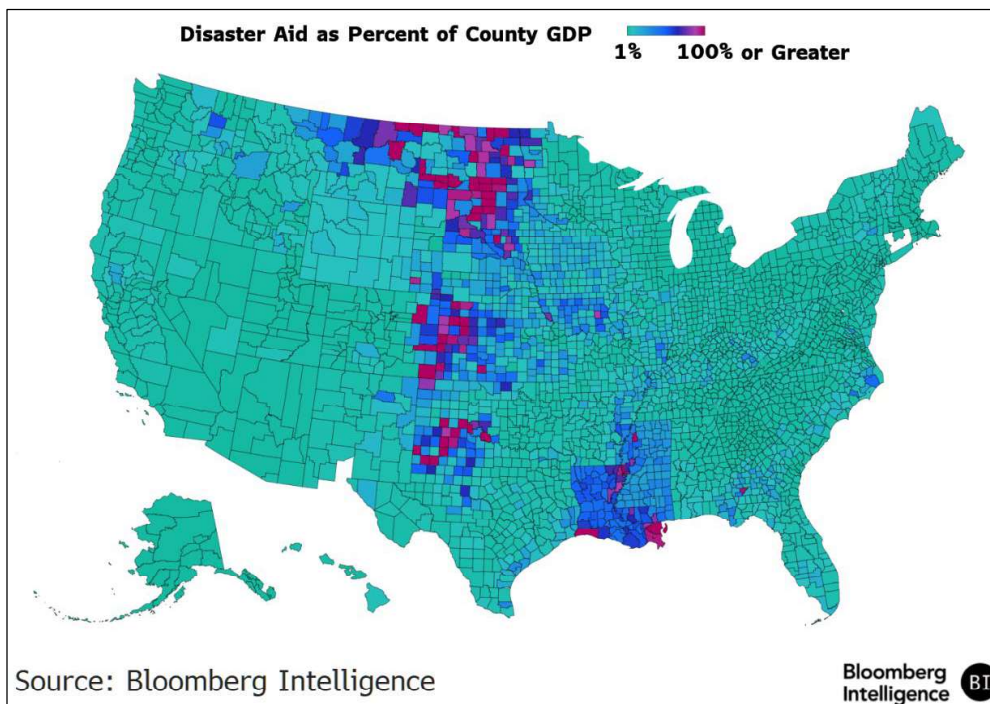 Disaster Aid as Percent of County GDP
1% 100% or Greater
Source: Bloomberg Intelligence
Bloomberg
Intelligence BI